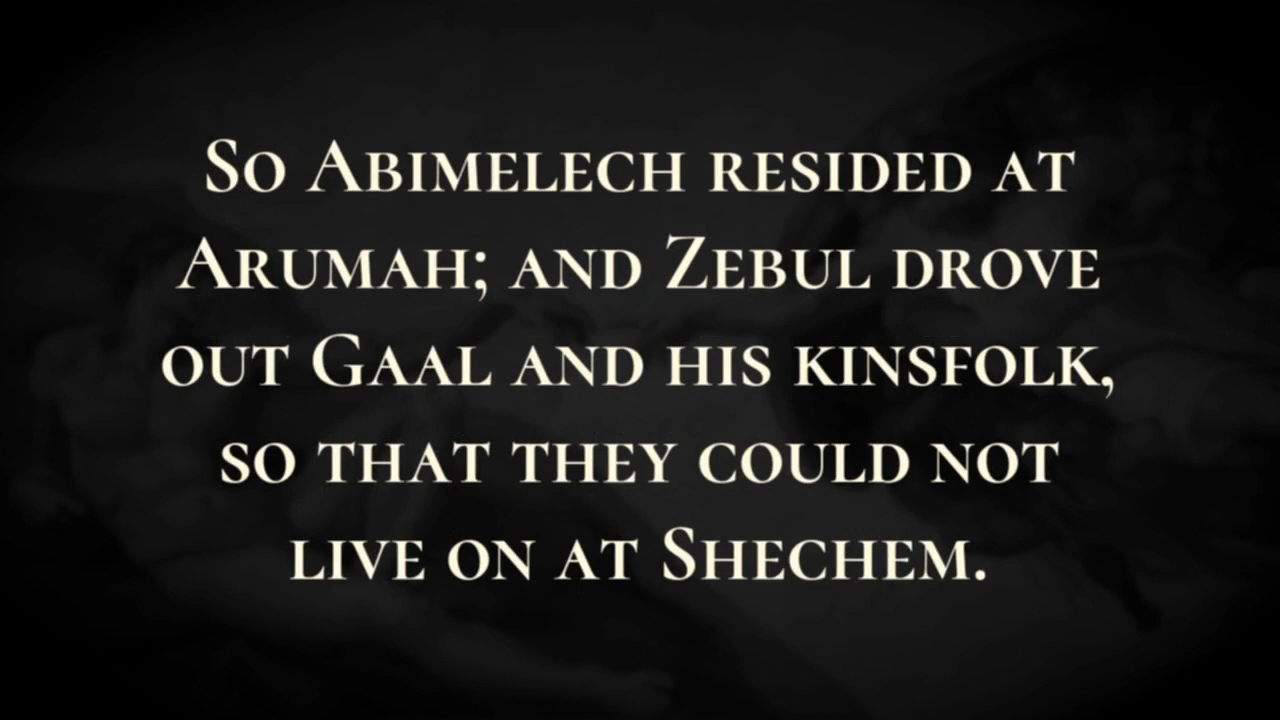 So Abimelech resided at
Arumah; and Zebul drove
out Gaal and his kinsfolk,
so that they could not
live on at Shechem.